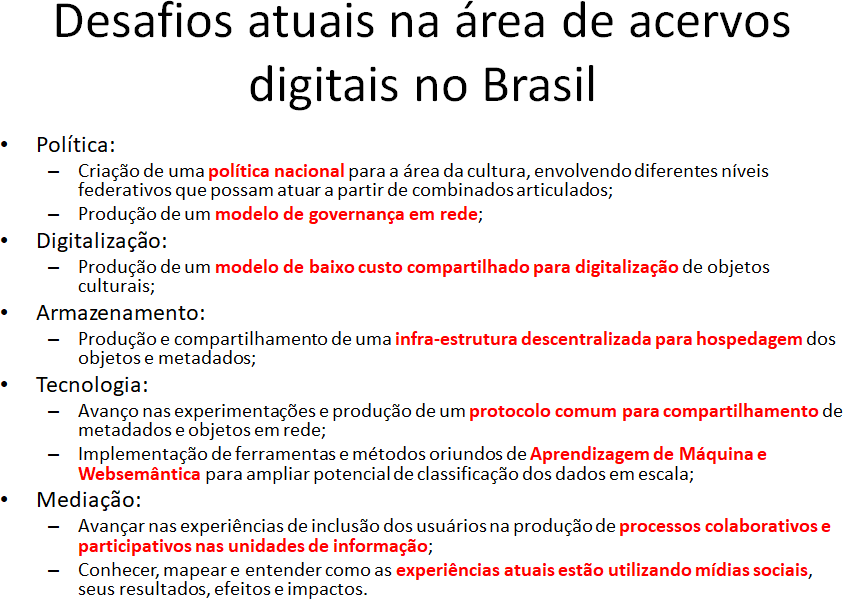 Desafios atuais na área de acervos
digitais no Brasil
• Política:
– Criação de uma política nacional para a área da cultura, envolvendo diferentes níveis
federativos que possam atuar a partir de combinados articulados;
– Produção de um modelo de governança em rede;
• Digitalização:
– Produção de um modelo de baixo custo compartilhado para digitalização de objetos
culturais;
• Armazenamento:
– Produção e compartilhamento de uma infra-estrutura descentralizada para hospedagem dos
objetos e metadados;
• Tecnologia:
– Avanço nas experimentações e produção de um protocolo comum para compartilhamento de
metadados e objetos em rede;
– Implementação de ferramentas e métodos oriundos de Aprendizagem de Máquina e
Websemântica para ampliar potencial de classificação dos dados em escala;
• Mediação:
– Avançar nas experiências de inclusão dos usuários na produção de processos colaborativos e
participativos nas unidades de informação;
– Conhecer, mapear e entender como as experiências atuais estão utilizando mídias sociais,
seus resultados, efeitos e impactos.